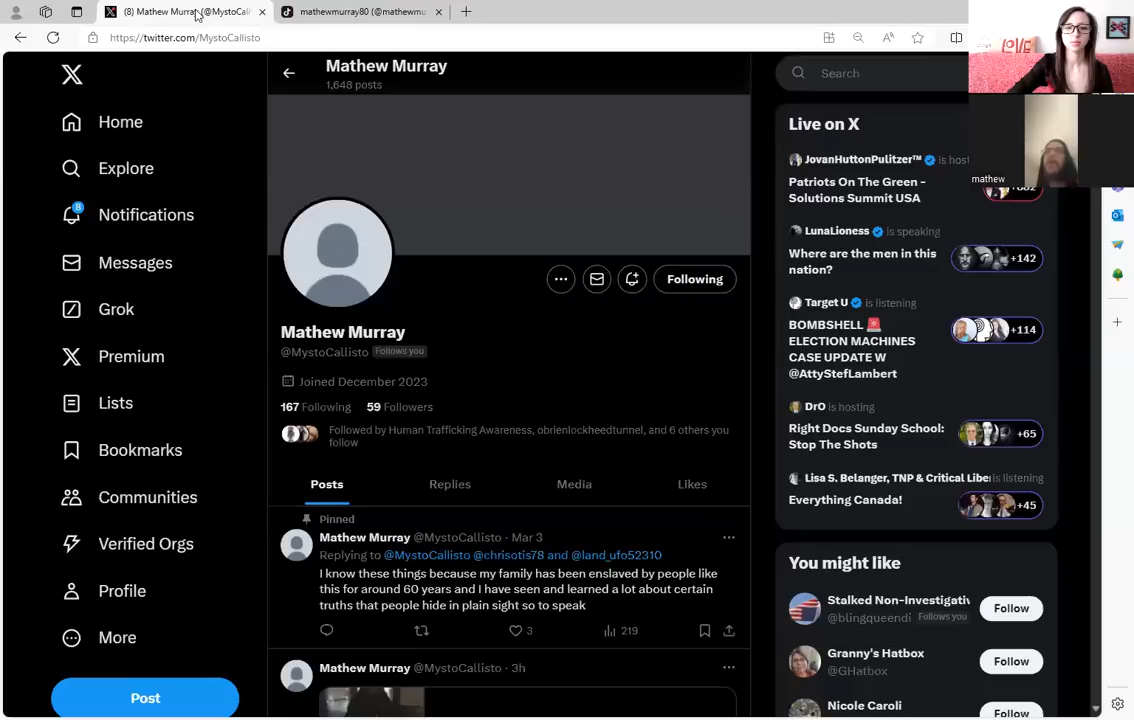 (8) Mathew Murray (@MystoCal
mathewmurray80 (@mathewmu
https://twitter.com/MystoCallisto
Home
Explore
8
Notifications
Messages
Grok
Premium
Lists
Bookmarks
Communities
Verified Orgs
Profile
More
Post
Mathew Murray
1,648 posts
Following
Mathew Murray
@MystoCallisto Follows you
Joined December 2023
167 Following 59 Followers
Followed by Human Trafficking Awareness, obrienlockheedtunnel, and 6 others you
follow
Posts Replies Media Likes
Pinned
Mathew Murray @MystoCallisto · Mar 3
Replying to @MystoCallisto @chrisotis78 and @land_ufo52310
I know these things because my family has been enslaved by people like
this for around 60 years and I have seen and learned a lot about certain
truths that people hide in plain sight so to speak
3 219
Mathew Murray @MystoCallisto · 3h
Search
Live on X
JovanHuttonPulitzer™ is host
Patriots On The Green -
Solutions Summit USA
LunaLioness is speaking
Where are the men in this
nation?
+142
Target U is listening
BOMBSHELL 🚨
ELECTION MACHINES
CASE UPDATE W
@AttyStefLambert
+114
DrO is hosting
Right Docs Sunday School:
Stop The Shots
+65
Lisa S. Belanger, TNP & Critical Libe is listening
Everything Canada!
+45
You might like
Stalked Non-Investigativ
@blingqueendi Follows you
Follow
Granny's Hatbox
@GHatbox
Follow
Nicole Caroli
Follow
LOVE
mathew